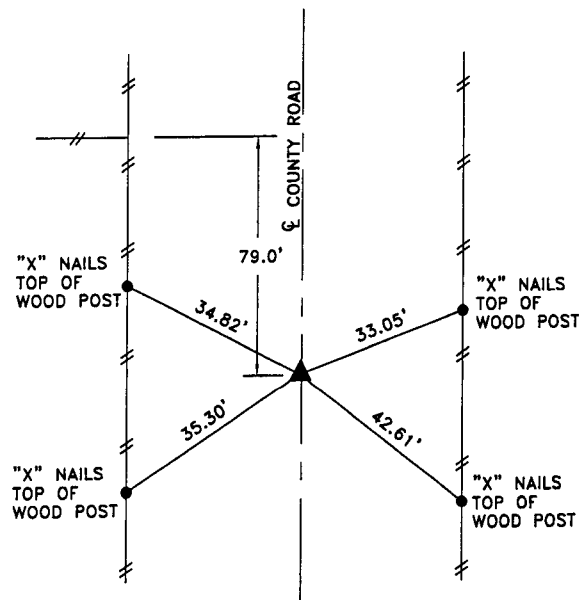 ℄ COUNTY ROAD
79.0'
"X" NAILS
TOP OF
WOOD POST
34.82'
33.05'
"X" NAILS
TOP OF
WOOD POST
35.30'
42.61'
"X" NAILS
TOP OF
WOOD POST
"X" NAILS
TOP OF
WOOD POST